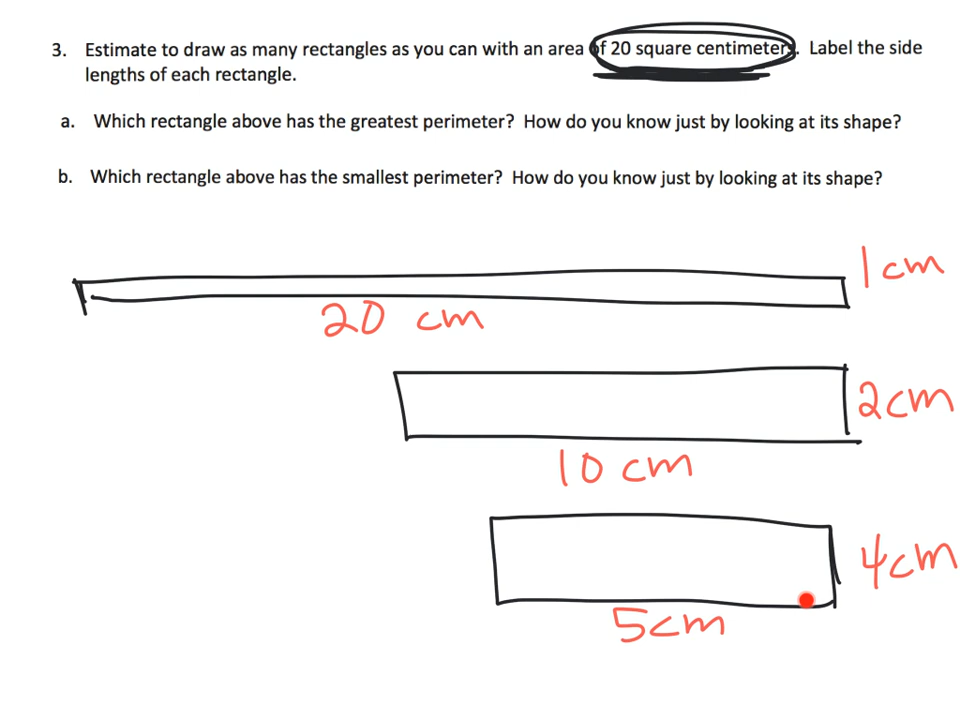 3. Estimate to draw as many rectangles as you can with an area of 20 square centimeters. Label the side
lengths of each rectangle.
a. Which rectangle above has the greatest perimeter? How do you know just by looking at its shape?
b. Which rectangle above has the smallest perimeter? How do you know just by looking at its shape?
1 cm
20 cm
2cm
10 cm
4cm
5cm